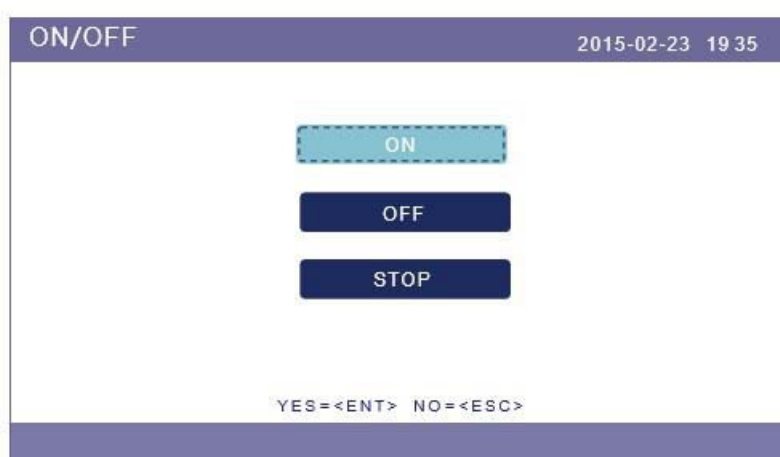 ON/OFF
2015-02-23 19 35
ON
OFF
STOP
YES=<ENT> NO=<ESC>